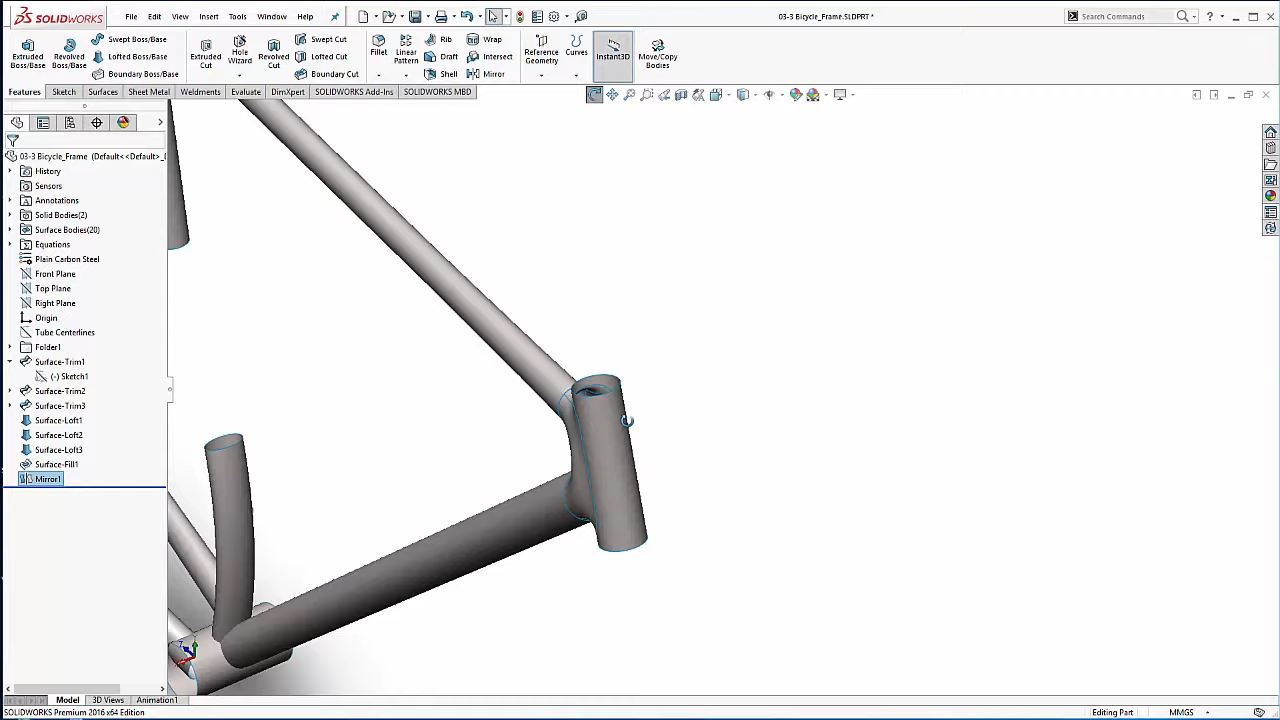 SOLIDWORKS File Edit View Insert Tools Window Help 03-3 Bicycle_Frame.SLDPRT * Search Commands ?
Extruded Boss/Base
Revolved Boss/Base
Swept Boss/Base
Lofted Boss/Base
Boundary Boss/Base
Extruded Cut
Hole Wizard
Revolved Cut
Swept Cut
Lofted Cut
Boundary Cut
Fillet
Linear Pattern
Rib
Draft
Shell
Wrap
Intersect
Mirror
Reference Geometry
Curves
Instant3D
Move/Copy Bodies
Features Sketch Surfaces Sheet Metal Weldments Evaluate DimXpert SOLIDWORKS Add-Ins SOLIDWORKS MBD
03-3 Bicycle_Frame (Default<<Default>_
History
Sensors
Annotations
Solid Bodies(2)
Surface Bodies(20)
Equations
Plain Carbon Steel
Front Plane
Top Plane
Right Plane
Origin
Tube Centerlines
Folder1
Surface-Trim1
(-) Sketch1
Surface-Trim2
Surface-Trim3
Surface-Loft1
Surface-Loft2
Surface-Loft3
Surface-Fill1
Mirror1
Model 3D Views Animation1
SOLIDWORKS Premium 2016 x64 Edition Editing Part MMGS